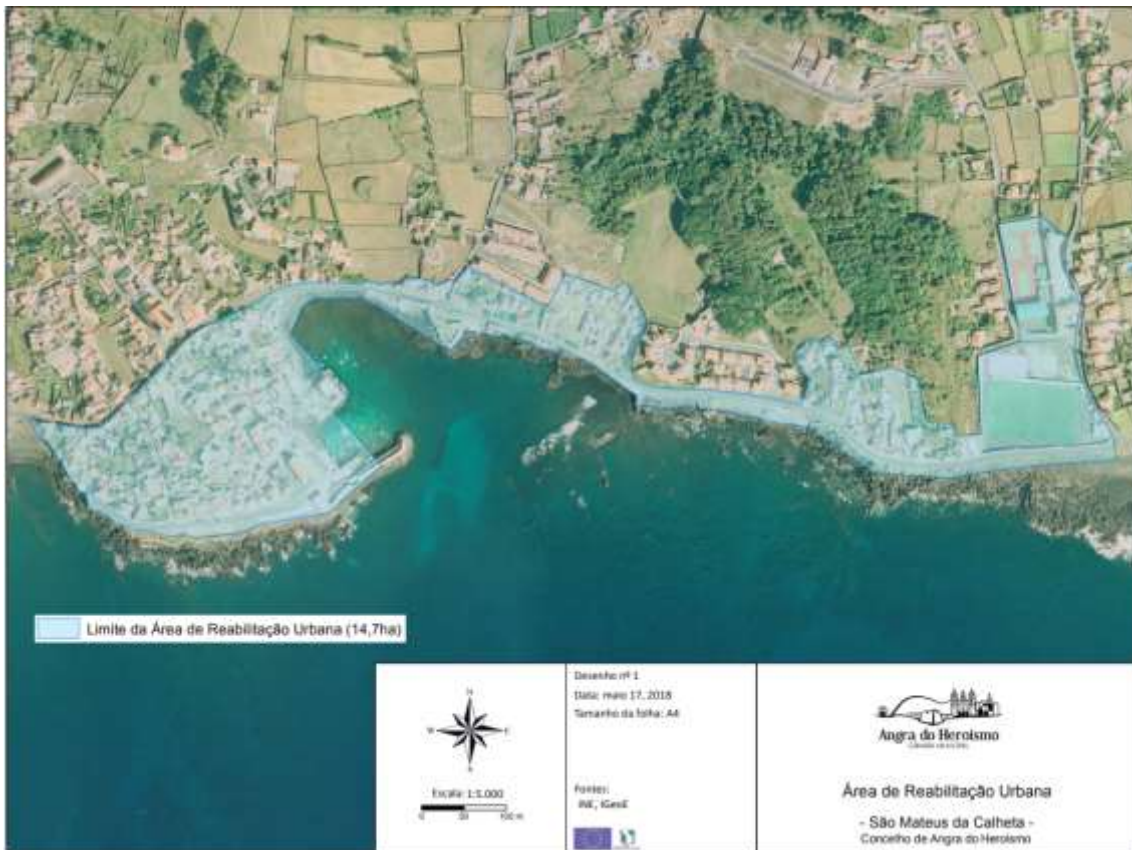 Limite da Área de Reabilitação Urbana (14,7ha)
N
W E
S
Escala: 1:5.000
0 50 100 m
Desenho nº 1
Data: maio 17, 2018
Tamanho da folha: A4
Fontes:
INE, IGeoE
Angra do Heroísmo
CÂMARA MUNICIPAL
Área de Reabilitação Urbana
- São Mateus da Calheta -
Concelho de Angra do Heroísmo